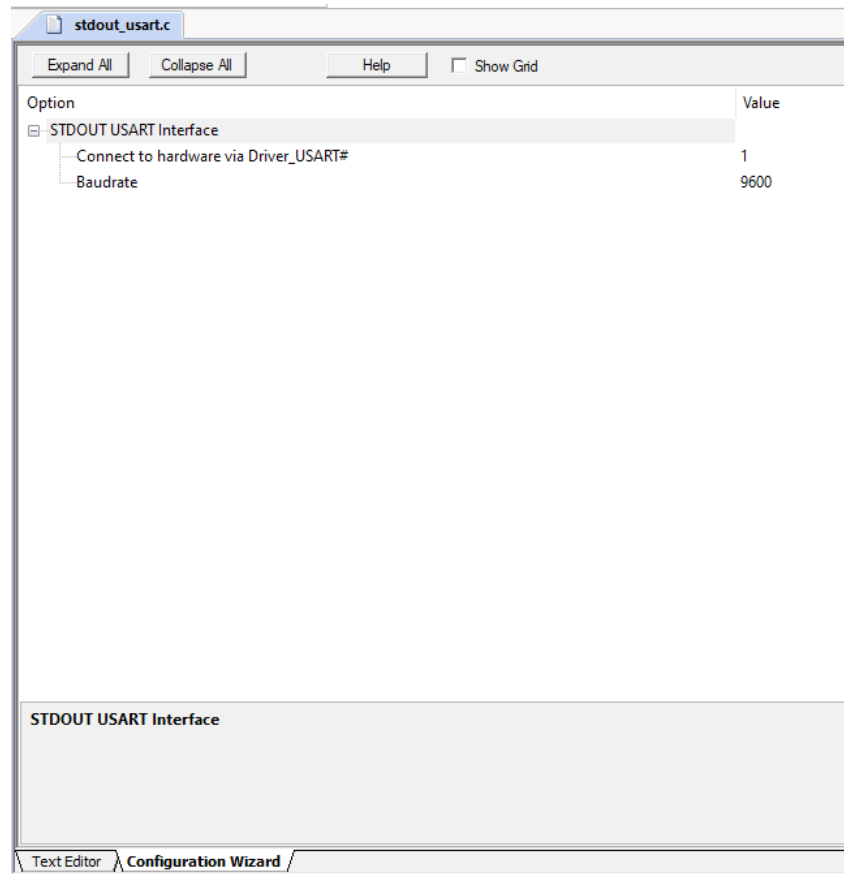 stdout_usart.c
Expand All Collapse All Help Show Grid
Option Value
STDOUT USART Interface
Connect to hardware via Driver_USART# 1
Baudrate 9600
STDOUT USART Interface
Text Editor Configuration Wizard